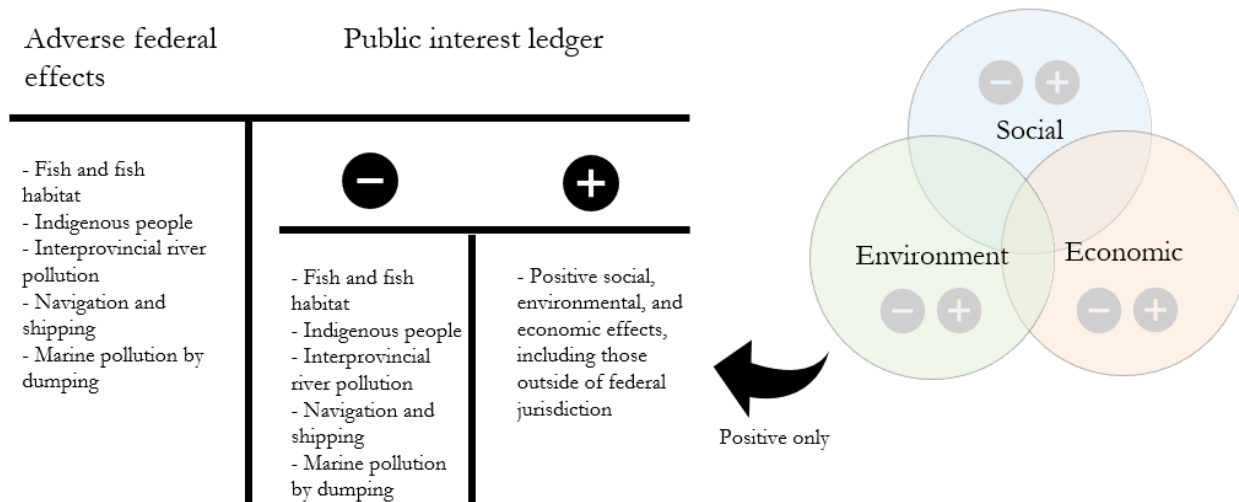 Adverse federal
effects
Public interest ledger
- Fish and fish
habitat
- Indigenous people
- Interprovincial river
pollution
- Navigation and
shipping
- Marine pollution by
dumping
−
+
- Fish and fish
habitat
- Indigenous people
- Interprovincial
river pollution
- Navigation and
shipping
- Marine pollution
by dumping
- Positive social,
environmental, and
economic effects,
including those
outside of federal
jurisdiction
Positive only
− +
Social
Environment
− +
Economic
− +